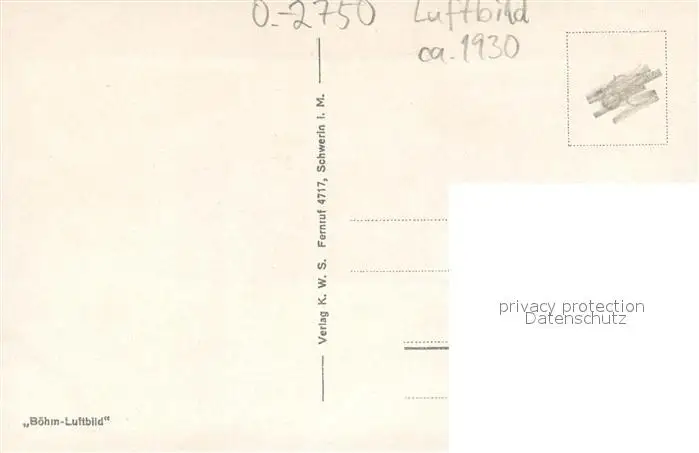 O.-2750 Luftbild
ca. 1930
Verlag K. W. S. Fernruf 4717, Schwerin i. M.
privacy protection
Datenschutz
„Böhm-Luftbild“